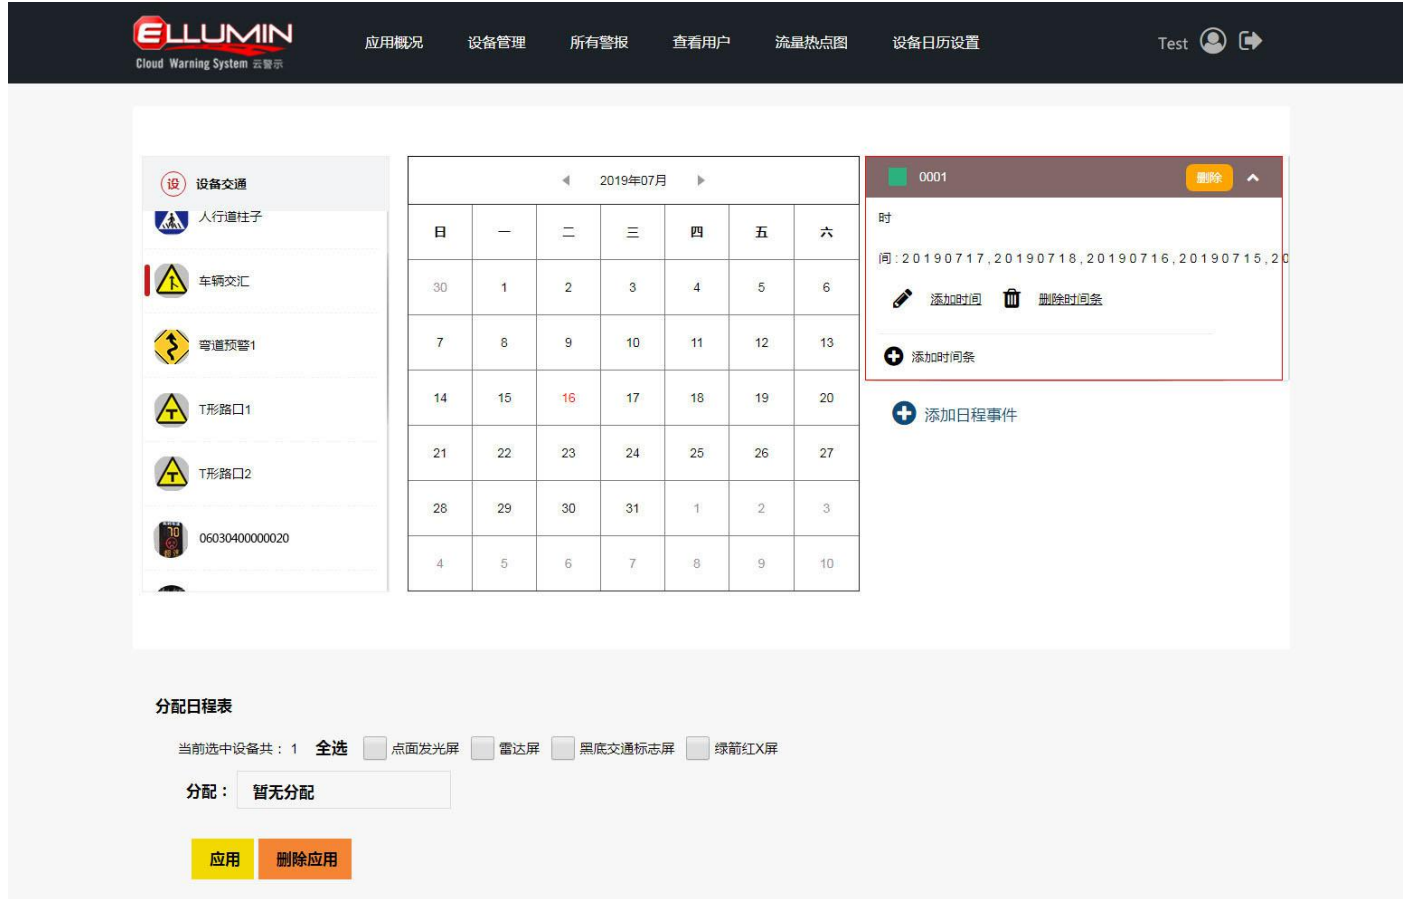 ELLUMIN
Cloud Warning System 云警示
应用概况 设备管理 所有警报 查看用户 流量热点图 设备日历设置 Test
设 设备交通
人行道柱子
车辆交汇
弯道预警1
T形路口1
T形路口2
06030400000020
2019年07月
日 一 二 三 四 五 六
30 1 2 3 4 5 6
7 8 9 10 11 12 13
14 15 16 17 18 19 20
21 22 23 24 25 26 27
28 29 30 31 1 2 3
4 5 6 7 8 9 10
0001 删除
时
间:20190717,20190718,20190716,20190715,20
添加时间 删除时间条
添加时间条
添加日程事件
分配日程表
当前选中设备共： 1 全选 点面发光屏 雷达屏 黑底交通标志屏 绿箭红X屏
分配： 暂无分配
应用 删除应用